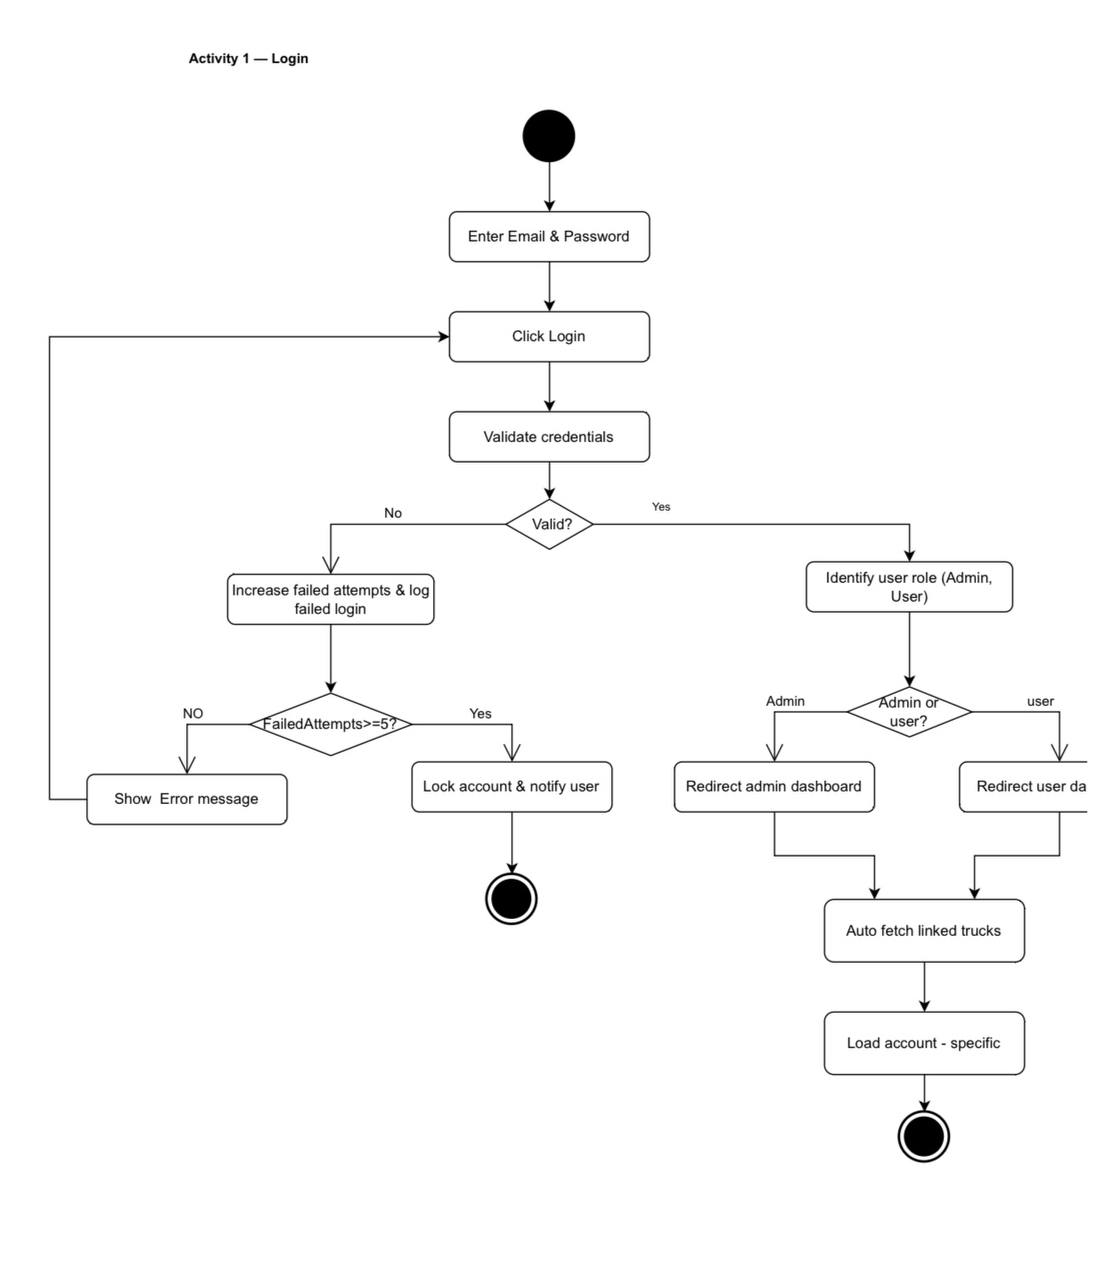 Activity 1 — Login
Enter Email & Password
Click Login
Validate credentials
No
Valid?
Yes
Increase failed attempts & log
failed login
Identify user role (Admin,
User)
NO
FailedAttempts>=5?
Yes
Admin
Admin or
user?
user
Show  Error message
Lock account & notify user
Redirect admin dashboard
Redirect user da
Auto fetch linked trucks
Load account - specific